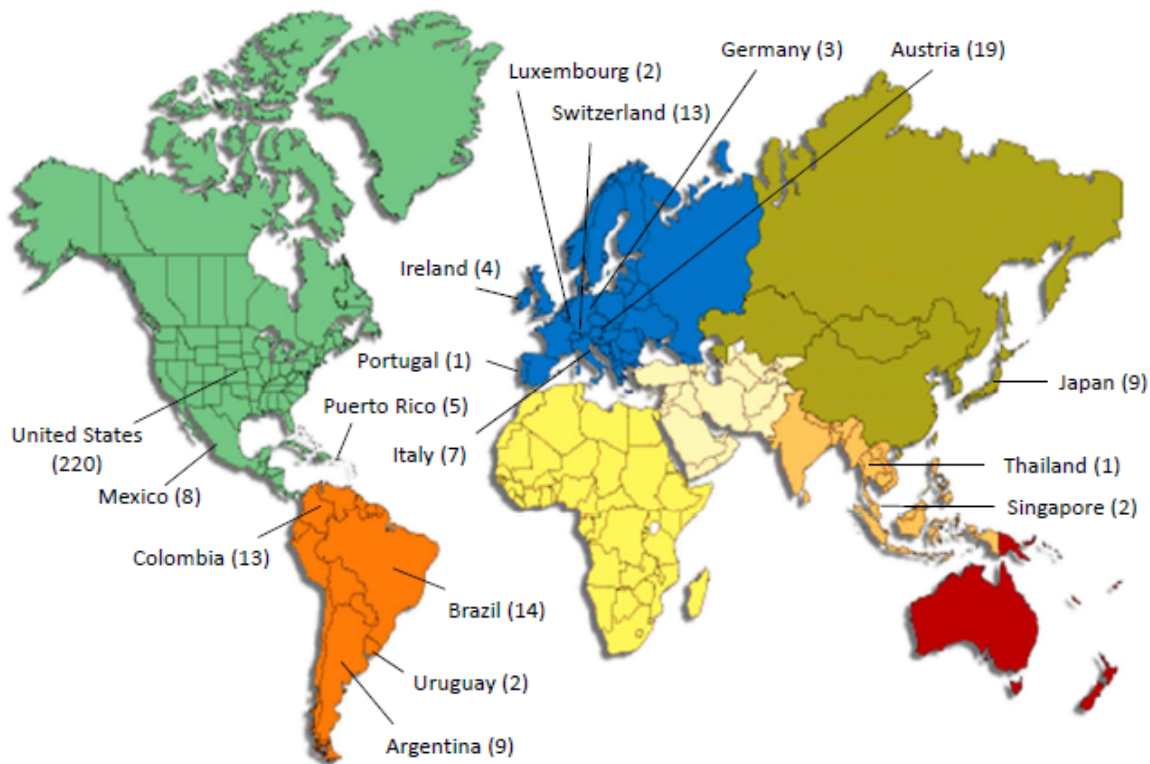 Germany (3)
Austria (19)
Luxembourg (2)
Switzerland (13)
Ireland (4)
Portugal (1)
Japan (9)
Puerto Rico (5)
United States
(220)
Italy (7)
Thailand (1)
Mexico (8)
Singapore (2)
Colombia (13)
Brazil (14)
Uruguay (2)
Argentina (9)